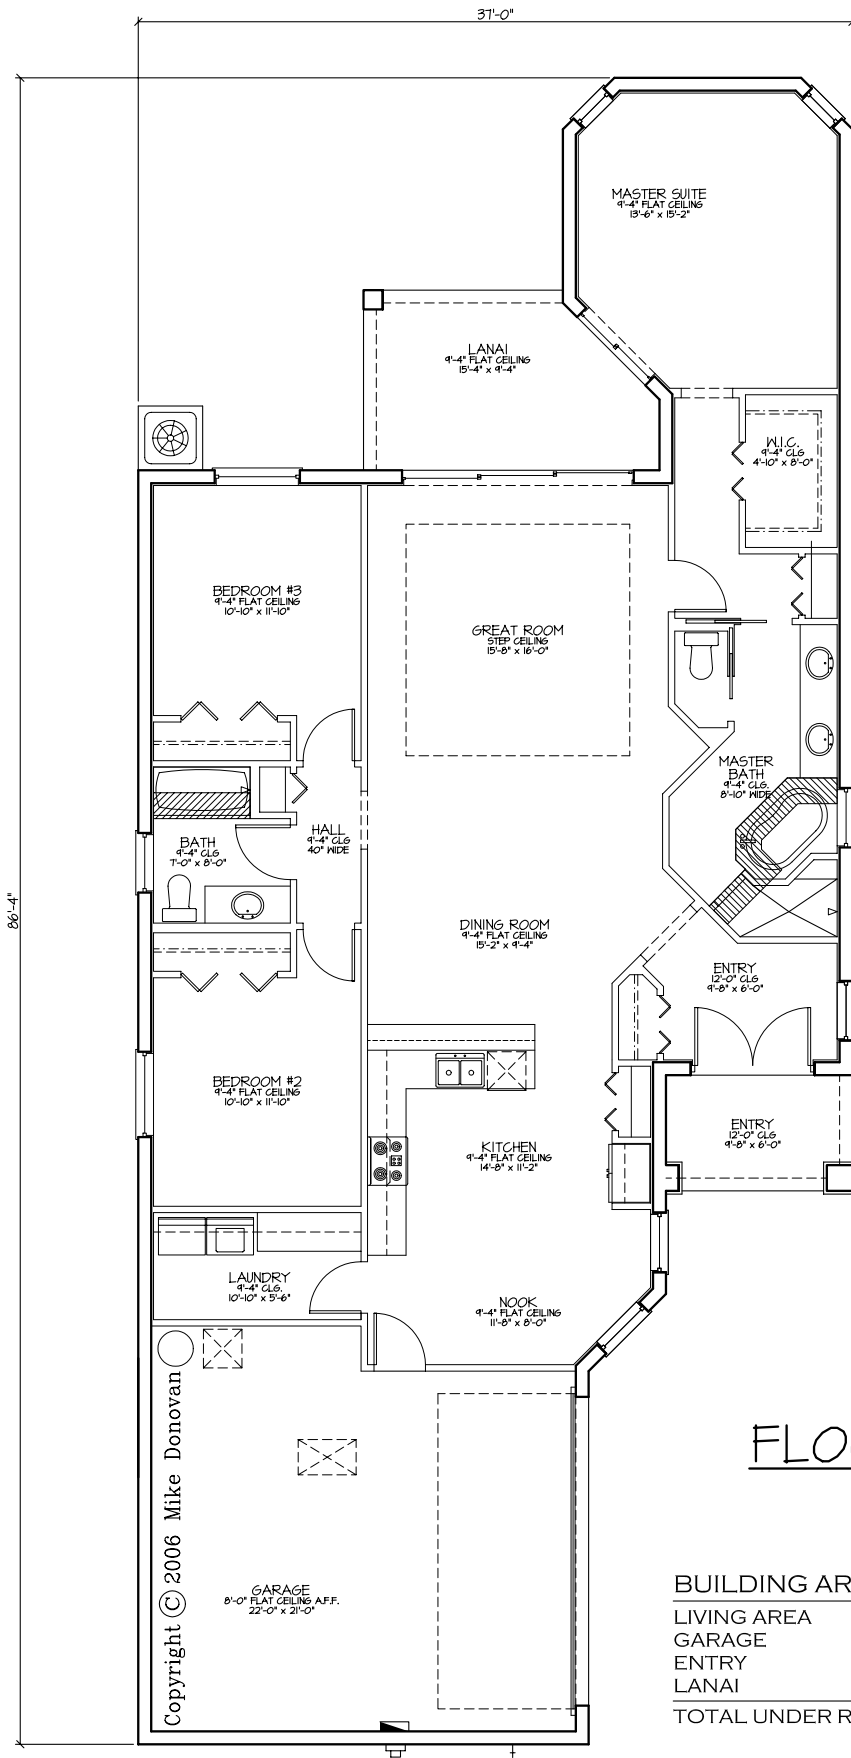 37'-0"
86'-4"
MASTER SUITE
9'-4" FLAT CEILING
13'-6" x 15'-2"
LANAI
9'-4" FLAT CEILING
15'-4" x 9'-4"
W.I.C.
9'-4" CLG
4'-10" x 8'-0"
BEDROOM #3
9'-4" FLAT CEILING
10'-10" x 11'-10"
GREAT ROOM
STEP CEILING
15'-8" x 16'-0"
MASTER
BATH
9'-4" CLG.
8'-10" WIDE
BATH
9'-4" CLG
7'-0" x 8'-0"
HALL
9'-4" CLG
40" WIDE
DINING ROOM
9'-4" FLAT CEILING
15'-2" x 9'-4"
ENTRY
12'-0" CLG
9'-8" x 6'-0"
BEDROOM #2
9'-4" FLAT CEILING
10'-10" x 11'-10"
ENTRY
12'-0" CLG
9'-8" x 6'-0"
KITCHEN
9'-4" FLAT CEILING
14'-8" x 11'-2"
LAUNDRY
9'-4" CLG.
10'-10" x 5'-6"
NOOK
9'-4" FLAT CEILING
11'-8" x 8'-0"
Copyright © 2006 Mike Donovan
GARAGE
8'-0" FLAT CEILING A.F.F.
22'-0" x 21'-0"
FLO
BUILDING AR
LIVING AREA
GARAGE
ENTRY
LANAI
TOTAL UNDER R